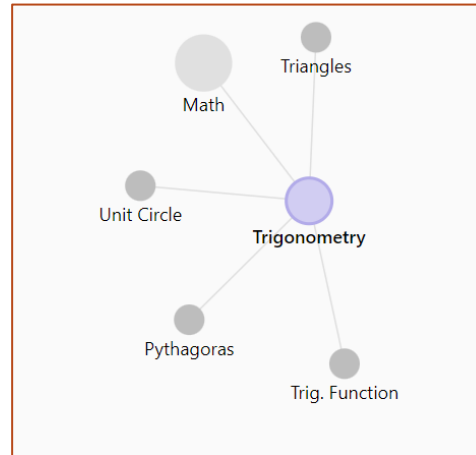 Triangles
Math
Unit Circle
Trigonometry
Pythagoras
Trig. Function